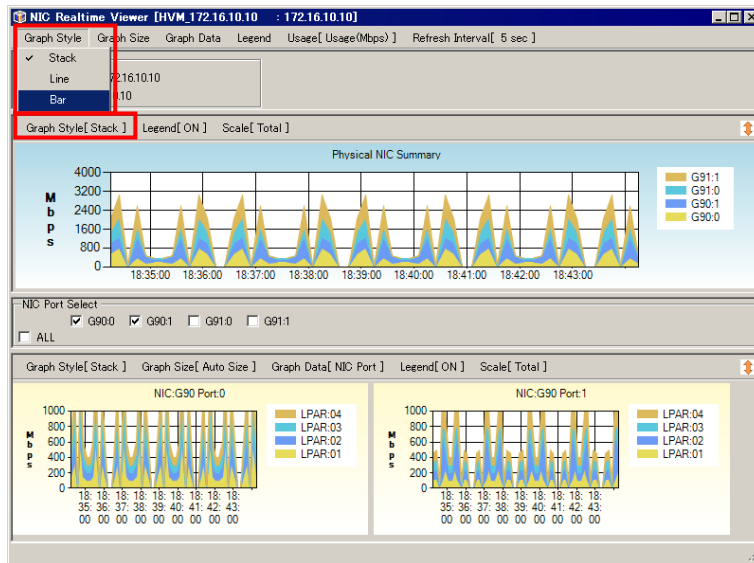 NIC Realtime Viewer [HVM_172.16.10.10 : 172.16.10.10]
Graph Style Graph Size Graph Data Legend Usage[ Usage(Mbps) ] Refresh Interval[ 5 sec ]
✓ Stack
Line
Bar
72.16.10.10
0.10
Graph Style[ Stack ] Legend[ ON ] Scale[ Total ]
Physical NIC Summary
Mbps
4000
3200
2400
1600
800
0
18:35:00 18:36:00 18:37:00 18:38:00 18:39:00 18:40:00 18:41:00 18:42:00 18:43:00
G91:1
G91:0
G90:1
G90:0
NIC Port Select
G90:0 G90:1 G91:0 G91:1
ALL
Graph Style[ Stack ] Graph Size[ Auto Size ] Graph Data[ NIC Port ] Legend[ ON ] Scale[ Total ]
NIC:G90 Port:0
Mbps
1000
800
600
400
200
0
18:35:00 18:36:00 18:37:00 18:38:00 18:39:00 18:40:00 18:41:00 18:42:00 18:43:00
LPAR:04
LPAR:03
LPAR:02
LPAR:01
NIC:G90 Port:1
Mbps
1000
800
600
400
200
0
18:35:00 18:36:00 18:37:00 18:38:00 18:39:00 18:40:00 18:41:00 18:42:00 18:43:00
LPAR:04
LPAR:03
LPAR:02
LPAR:01